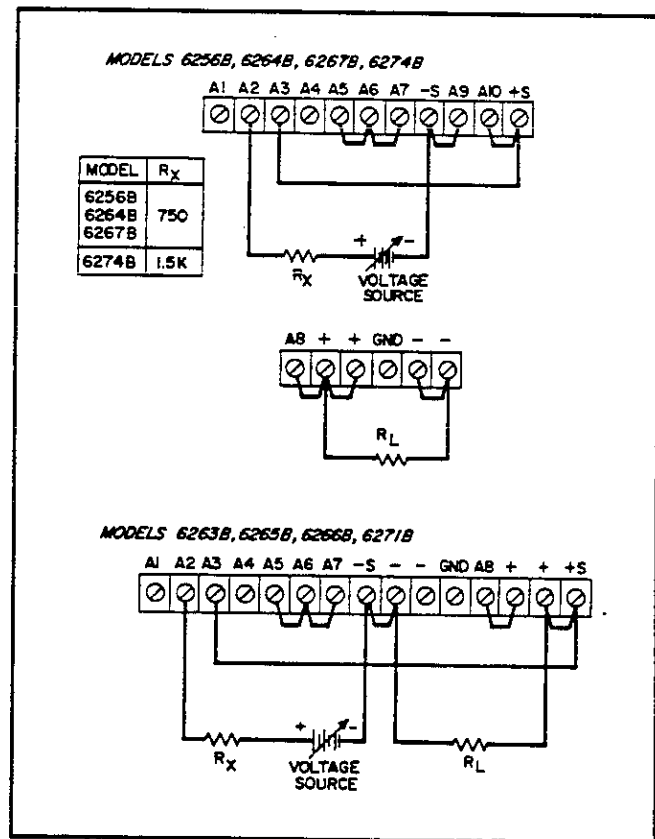 MODELS 6256B, 6264B, 6267B, 6274B
A1 A2 A3 A4 A5 A6 A7 -S A9 A10 +S
MODEL RX
6256B
6264B 750
6267B
6274B 1.5K
+ -
RX VOLTAGE
SOURCE
A8 + + GND - -
RL
MODELS 6263B, 6265B, 6266B, 6271B
A1 A2 A3 A4 A5 A6 A7 -S - - GND A8 + + +S
+ -
RX VOLTAGE
SOURCE
RL